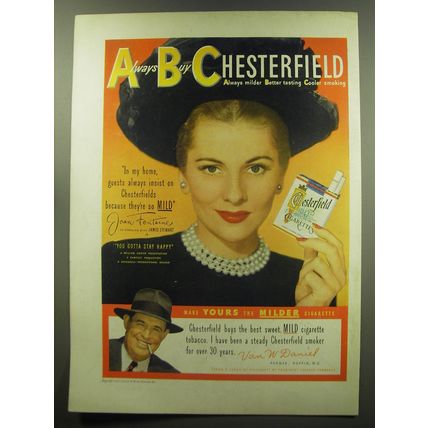 Always Buy CHESTERFIELD
Always milder Better tasting Cooler smoking
"In my home,
guests always insist on
Chesterfields
because they're so MILD"
Joan Fontaine
JAMES STEWART
"YOU GOTTA STAY HAPPY"
Chesterfield
CIGARETTES
MAKE YOURS THE MILDER CIGARETTE
Chesterfield buys the best sweet, MILD cigarette
tobacco. I have been a steady Chesterfield smoker
for over 30 years. Van W Daniel